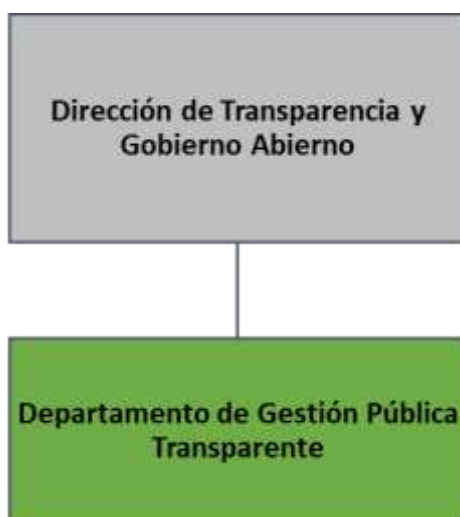 Dirección de Transparencia y
Gobierno Abierno
Departamento de Gestión Pública
Transparente